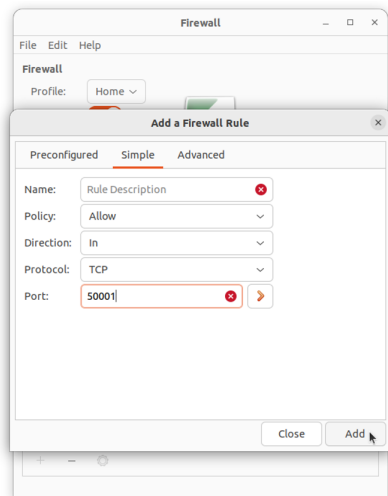 Firewall
File Edit Help
Firewall
Profile: Home
Add a Firewall Rule
Preconfigured Simple Advanced
Name: Rule Description
Policy: Allow
Direction: In
Protocol: TCP
Port: 50001
Close Add